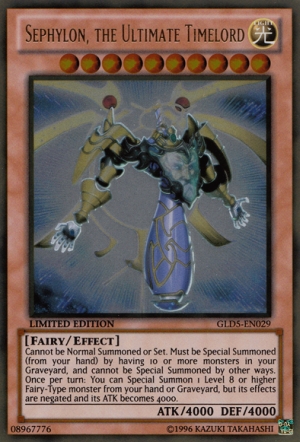 SEPHYLON, THE ULTIMATE TIMELORD
LIGHT
光
LIMITED EDITION
GLD5-EN029
[FAIRY/EFFECT]
Cannot be Normal Summoned or Set. Must be Special Summoned
(from your hand) by having 10 or more monsters in your
Graveyard, and cannot be Special Summoned by other ways.
Once per turn: You can Special Summon 1 Level 8 or higher
Fairy-Type monster from your hand or Graveyard, but its effects
are negated and its ATK becomes 4000.
ATK/4000 DEF/4000
08967776
©1996 KAZUKI TAKAHASHI